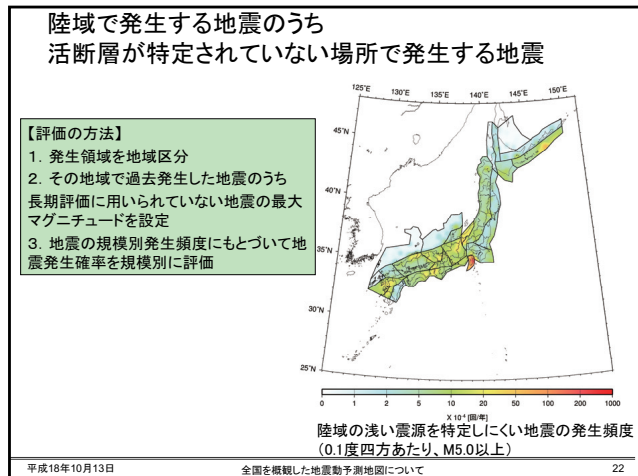 陸域で発生する地震のうち
活断層が特定されていない場所で発生する地震
【評価の方法】
1. 発生領域を地域区分
2. その地域で過去発生した地震のうち
長期評価に用いられていない地震の最大
マグニチュードを設定
3. 地震の規模別発生頻度にもとづいて地
震発生確率を規模別に評価
125˚E 130˚E 135˚E 140˚E 145˚E 150˚E
45˚N
40˚N
35˚N
30˚N
25˚N
0 1 2 5 10 20 50 100 200 1000
X 10⁻⁴ [回/年]
陸域の浅い震源を特定しにくい地震の発生頻度
(0.1度四方あたり、M5.0以上)
平成18年10月13日 全国を概観した地震動予測地図について 22